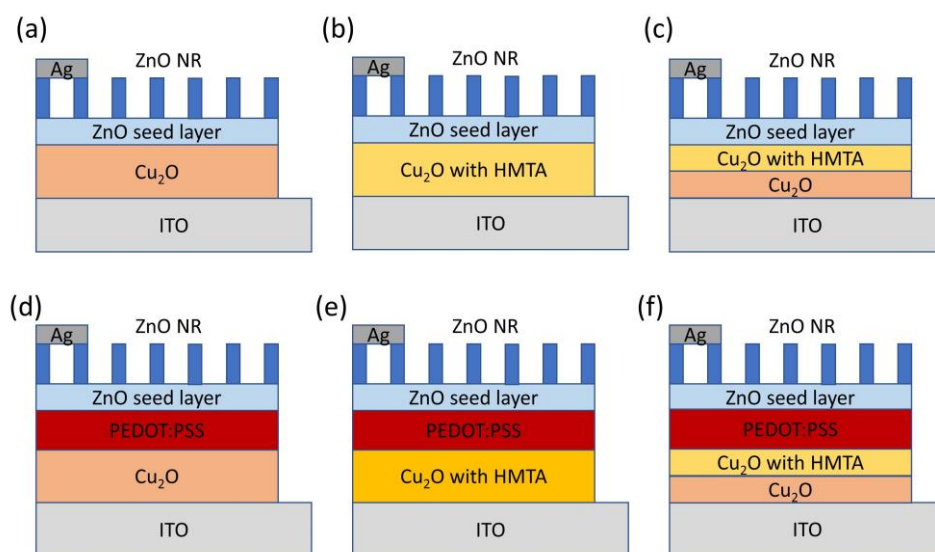 (a)
(b)
(c)
Ag
ZnO NR
Ag
ZnO NR
Ag
ZnO NR
ZnO seed layer
ZnO seed layer
ZnO seed layer
Cu₂O
Cu₂O with HMTA
Cu₂O with HMTA
Cu₂O
ITO
ITO
ITO
(d)
(e)
(f)
Ag
ZnO NR
Ag
ZnO NR
Ag
ZnO NR
ZnO seed layer
ZnO seed layer
ZnO seed layer
PEDOT:PSS
PEDOT:PSS
PEDOT:PSS
Cu₂O
Cu₂O with HMTA
Cu₂O with HMTA
Cu₂O
ITO
ITO
ITO